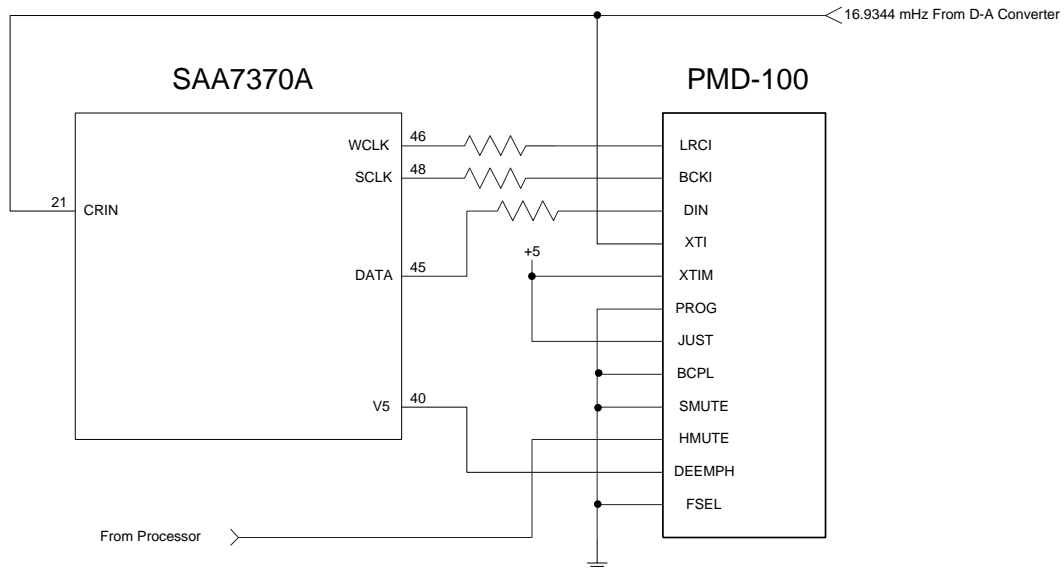 16.9344 mHz From D-A Converter
SAA7370A
PMD-100
WCLK 46
LRCI
SCLK 48
BCKI
21 CRIN
DIN
XTI
+5
DATA 45
XTIM
PROG
JUST
BCPL
V5 40
SMUTE
HMUTE
DEEMPH
FSEL
From Processor